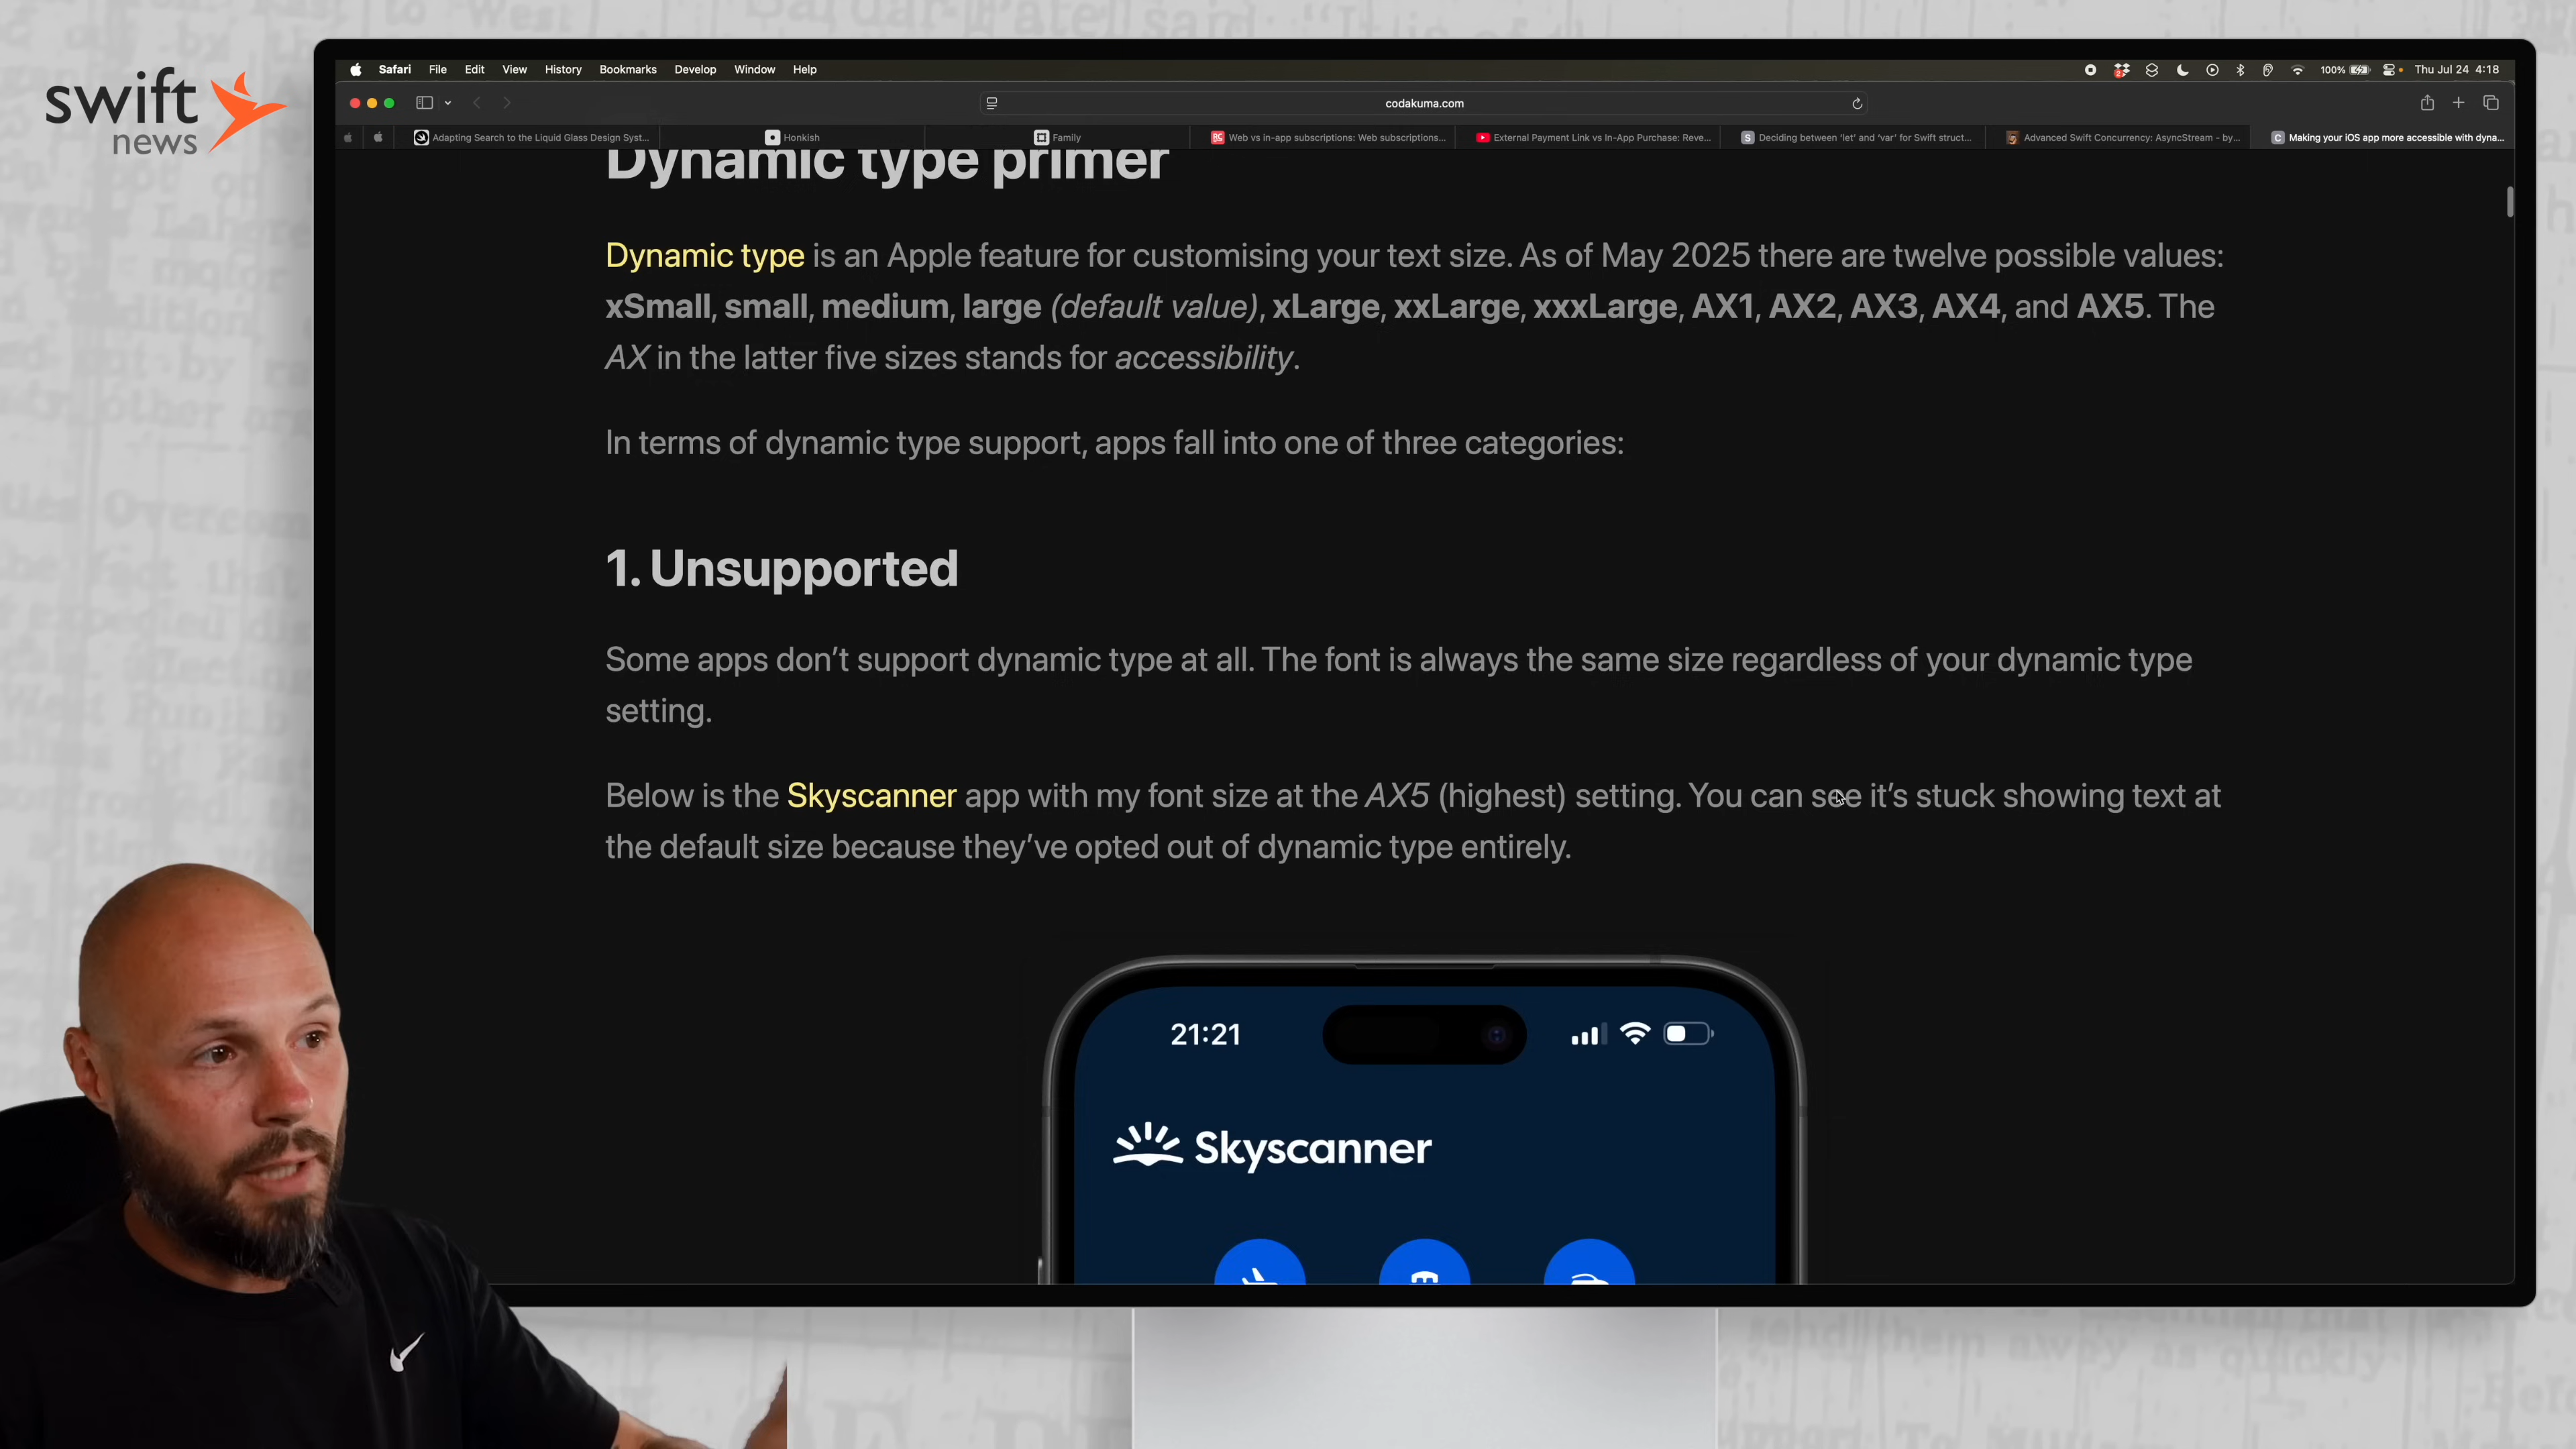 swift
news
Safari File Edit View History Bookmarks Develop Window Help
100% Thu Jul 24 4:18
codakuma.com
Adapting Search to the Liquid Glass Design Syst...
Honkish
Family
Web vs in-app subscriptions: Web subscriptions...
External Payment Link vs In-App Purchase: Reve...
Deciding between 'let' and 'var' for Swift struct...
Advanced Swift Concurrency: AsyncStream - by...
Making your iOS app more accessible with dyna...
Dynamic type primer
Dynamic type is an Apple feature for customising your text size. As of May 2025 there are twelve possible values:
xSmall, small, medium, large (default value), xLarge, xxLarge, xxxLarge, AX1, AX2, AX3, AX4, and AX5. The
AX in the latter five sizes stands for accessibility.
In terms of dynamic type support, apps fall into one of three categories:
1. Unsupported
Some apps don’t support dynamic type at all. The font is always the same size regardless of your dynamic type
setting.
Below is the Skyscanner app with my font size at the AX5 (highest) setting. You can see it’s stuck showing text at
the default size because they’ve opted out of dynamic type entirely.
21:21
Skyscanner